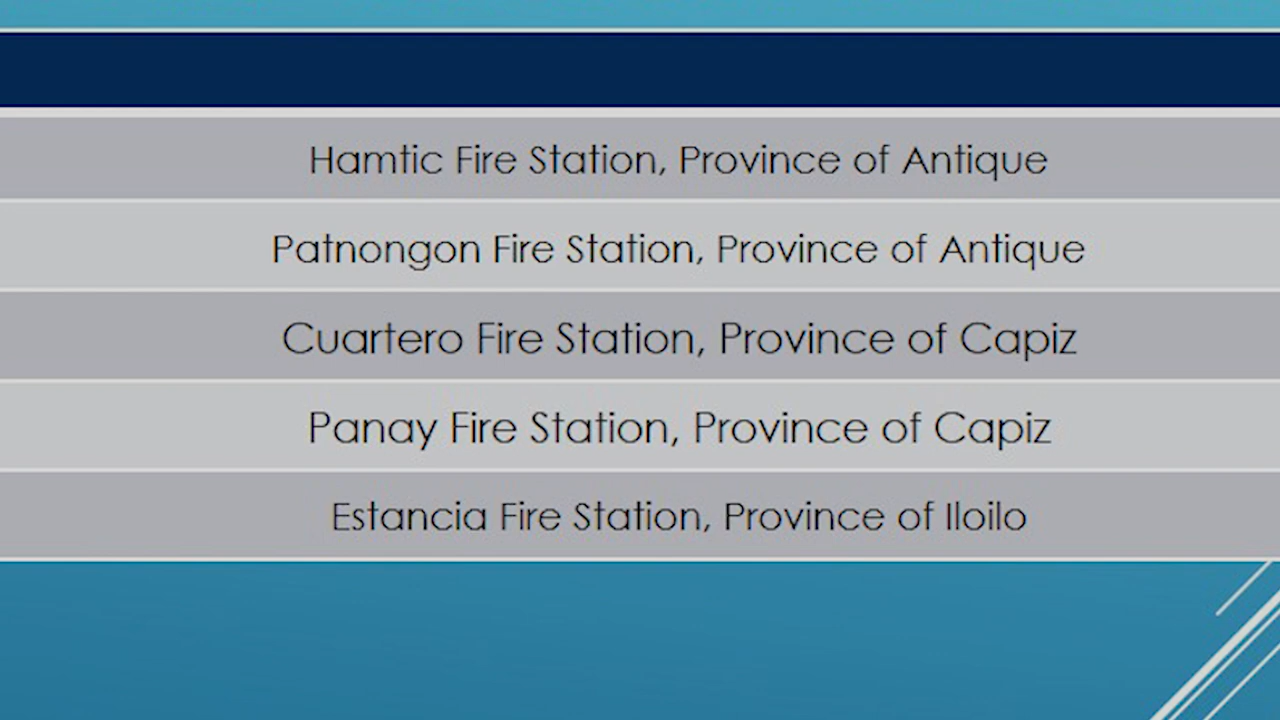 Hamtic Fire Station, Province of Antique
Patnongon Fire Station, Province of Antique
Cuartero Fire Station, Province of Capiz
Panay Fire Station, Province of Capiz
Estancia Fire Station, Province of Iloilo